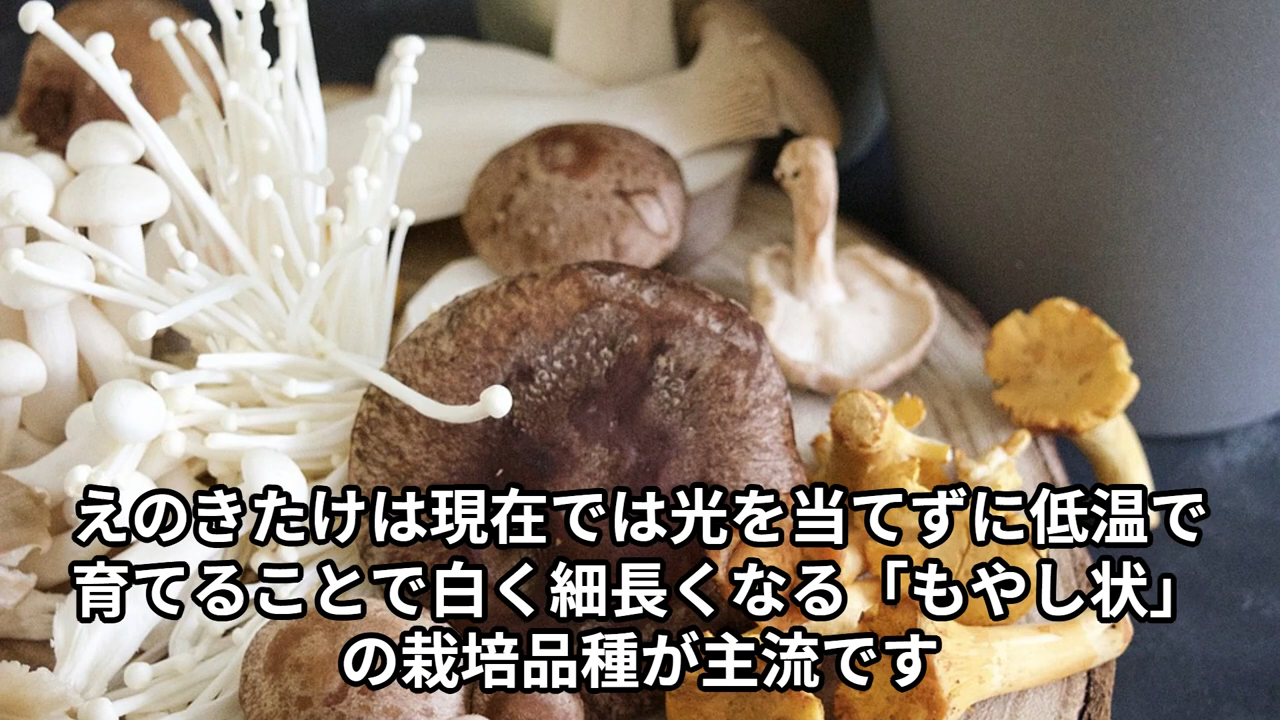 えのきたけは現在では光を当てずに低温で
育てることで白く細長くなる「もやし状」
の栽培品種が主流です